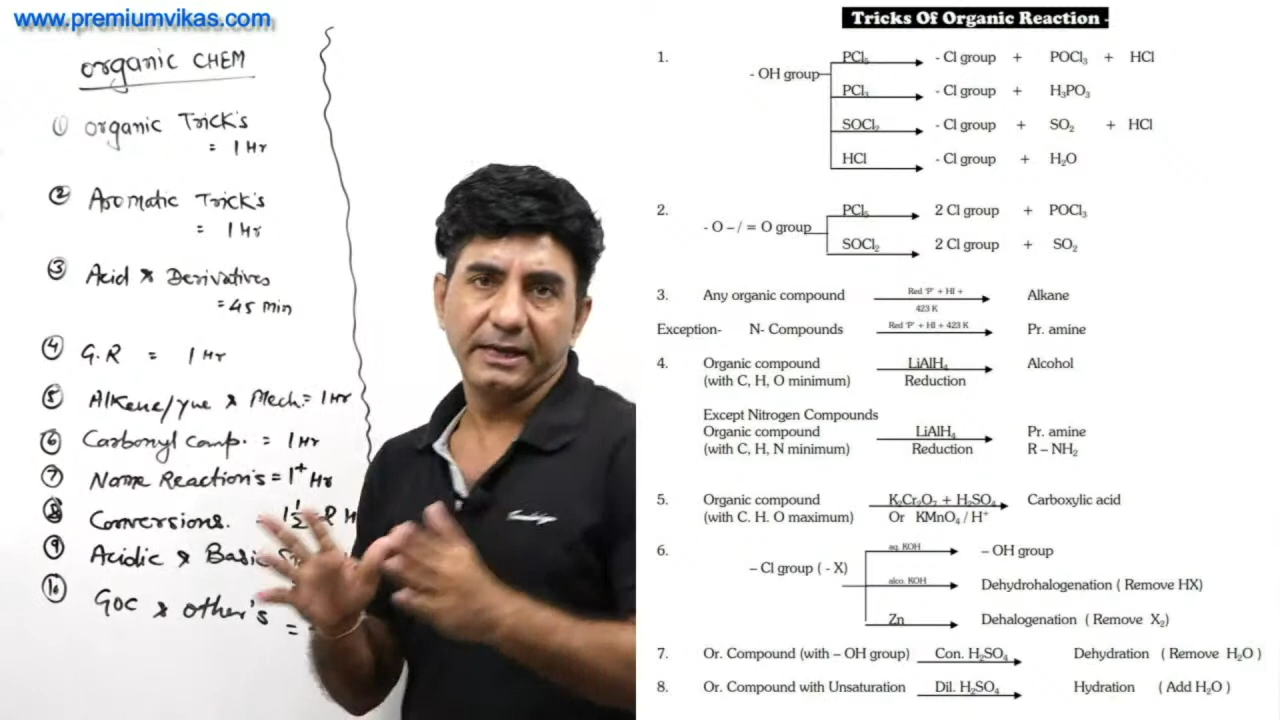 www.premiumvikas.com
organic CHEM
① organic Trick's
= 1 Hr
② Aromatic Trick's
= 1 Hr
③ Acid & Derivatives
= 45 min
④ G.R = 1 Hr
⑤ Alkene/yne & Mech. = 1 Hr
⑥ Carbonyl Comp. = 1 Hr
⑦ Name Reaction's = 1⁺ Hr
⑧ Conversions.
⑨ Acidic & Basic
⑩ GOC & other's =
Tricks Of Organic Reaction -
1.
- OH group
PCl₅ - Cl group + POCl₃ + HCl
PCl₃ - Cl group + H₃PO₃
SOCl₂ - Cl group + SO₂ + HCl
HCl - Cl group + H₂O
2.
- O – / = O group
PCl₅ 2 Cl group + POCl₃
SOCl₂ 2 Cl group + SO₂
3. Any organic compound Red 'P' + HI + Alkane
423 K
Exception- N- Compounds Red 'P' + HI + 423 K Pr. amine
4. Organic compound LiAlH₄ Alcohol
(with C, H, O minimum) Reduction
Except Nitrogen Compounds
Organic compound LiAlH₄ Pr. amine
(with C, H, N minimum) Reduction R – NH₂
5. Organic compound K₂Cr₂O₇ + H₂SO₄ Carboxylic acid
(with C. H. O maximum) Or KMnO₄ / H⁺
6.
– Cl group ( - X)
aq. KOH – OH group
alco. KOH Dehydrohalogenation ( Remove HX)
Zn Dehalogenation ( Remove X₂)
7. Or. Compound (with – OH group) Con. H₂SO₄ Dehydration ( Remove H₂O )
8. Or. Compound with Unsaturation Dil. H₂SO₄ Hydration ( Add H₂O )